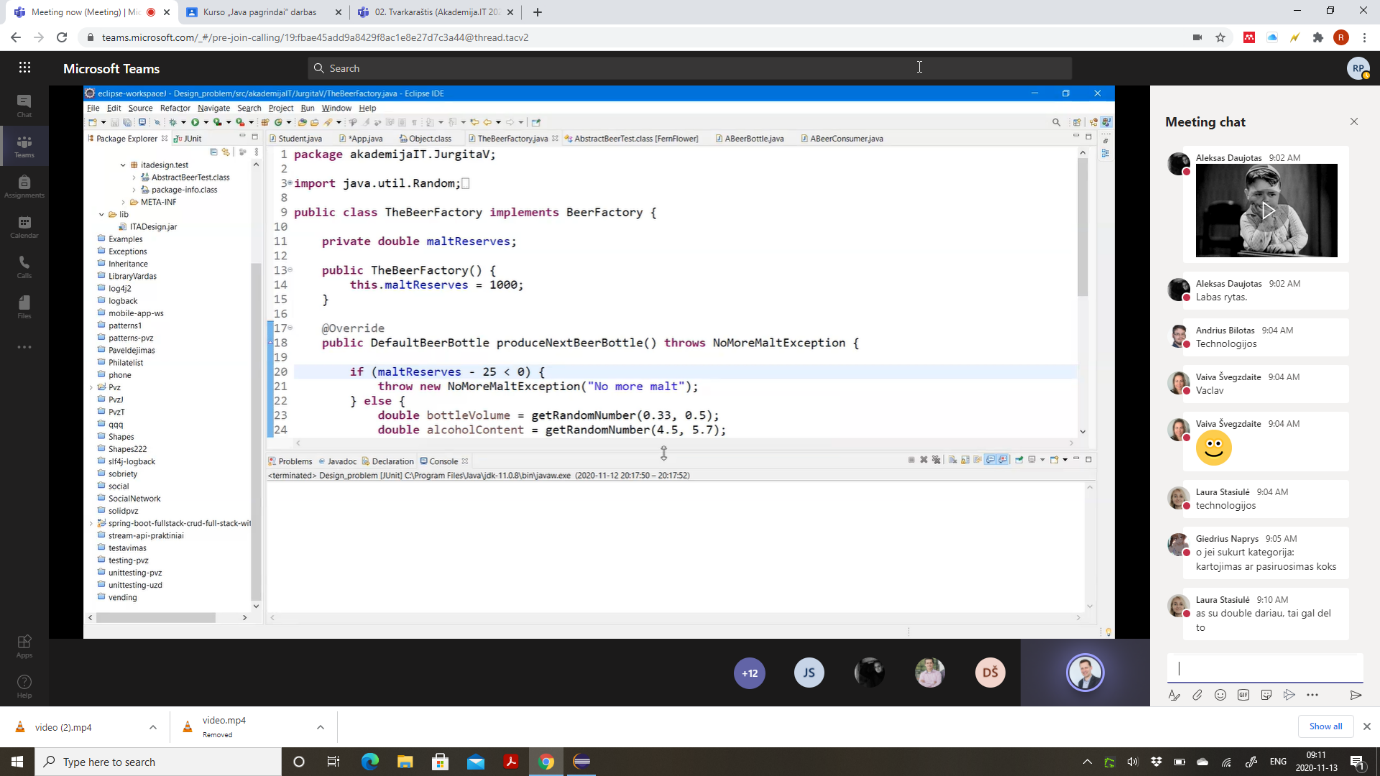 Meeting now (Meeting) | Mi
Kurso „Java pagrindai" darbas
02. Tvarkaraštis (Akademija.IT 202
teams.microsoft.com/_#/pre-join-calling/19:fbae45add9a8429f8ac1e8e27d7c3a44@thread.tacv2
R
Microsoft Teams
Search
RP
Chat
Teams
Assignments
Calendar
Calls
Files
Apps
Help
eclipse-workspaceJ - Design_problem/src/akademijaIT/JurgitaV/TheBeerFactory.java - Eclipse IDE
File Edit Source Refactor Navigate Search Project Run Window Help
Package Explorer
JUnit
Student.java
*App.java
Object.class
TheBeerFactory.java
AbstractBeerTest.class [FernFlower]
ABeerBottle.java
ABeerConsumer.java
itadesign.test
AbstractBeerTest.class
package-info.class
META-INF
lib
ITADesign.jar
Examples
Exceptions
Inheritance
LibraryVardas
log4j2
logback
mobile-app-ws
patterns1
patterns-pvz
Paveldejimas
Philatelist
phone
Pvz
PvzJ
PvzT
qqq
Shapes
Shapes222
slf4j-logback
sobriety
social
SocialNetwork
solidpvz
spring-boot-fullstack-crud-full-stack-wit
stream-api-praktiniai
testavimas
testing-pvz
unittesting-pvz
unittesting-uzd
vending
1 package akademijaIT.JurgitaV;
2
3 import java.util.Random;
8
9 public class TheBeerFactory implements BeerFactory {
10
11 private double maltReserves;
12
13 public TheBeerFactory() {
14 this.maltReserves = 1000;
15 }
16
17 @Override
18 public DefaultBeerBottle produceNextBeerBottle() throws NoMoreMaltException {
19
20 if (maltReserves - 25 < 0) {
21 throw new NoMoreMaltException("No more malt");
22 } else {
23 double bottleVolume = getRandomNumber(0.33, 0.5);
24 double alcoholContent = getRandomNumber(4.5, 5.7);
Problems
Javadoc
Declaration
Console
<terminated> Design_problem [JUnit] C:\Program Files\Java\jdk-11.0.8\bin\javaw.exe (2020-11-12 20:17:50 – 20:17:52)
+12
JS
DŠ
Meeting chat
Aleksas Daujotas 9:02 AM
Aleksas Daujotas 9:02 AM
Labas rytas.
Andrius Bilotas 9:04 AM
Technologijos
Vaiva Švegzdaite 9:04 AM
Vaclav
Vaiva Švegzdaite 9:04 AM
Laura Stasiulė 9:04 AM
technologijos
Giedrius Naprys 9:05 AM
o jei sukurt kategorija:
kartojimas ar pasiruosimas koks
Laura Stasiulė 9:10 AM
as su double dariau, tai gal del
to
GIF
video (2).mp4
video.mp4
Removed
Show all
Type here to search
ENG
09:11
2020-11-13
1